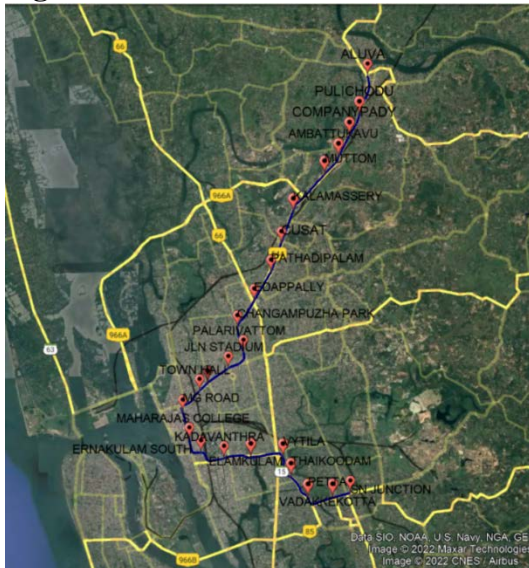 ALUVA
66
PULICHODU
COMPANYPADY
AMBATTUKAVU
MUTTOM
966A
KALAMASSERY
66
CUSAT
PATHADIPALAM
EDAPPALLY
CHANGAMPUZHA PARK
966A
PALARIVATTOM
63
JLN STADIUM
TOWN HALL
MG ROAD
MAHARAJAS COLLEGE
KADAVANTHRA
VYTILA
ERNAKULAM SOUTH
ELAMKULAM
THAIKOODAM
15
PETTA
SN JUNCTION
VADAKKEKOTTA
85
966B
Data SIO, NOAA, U.S. Navy, NGA, GE
Image © 2022 Maxar Technologies
Image © 2022 CNES / Airbus